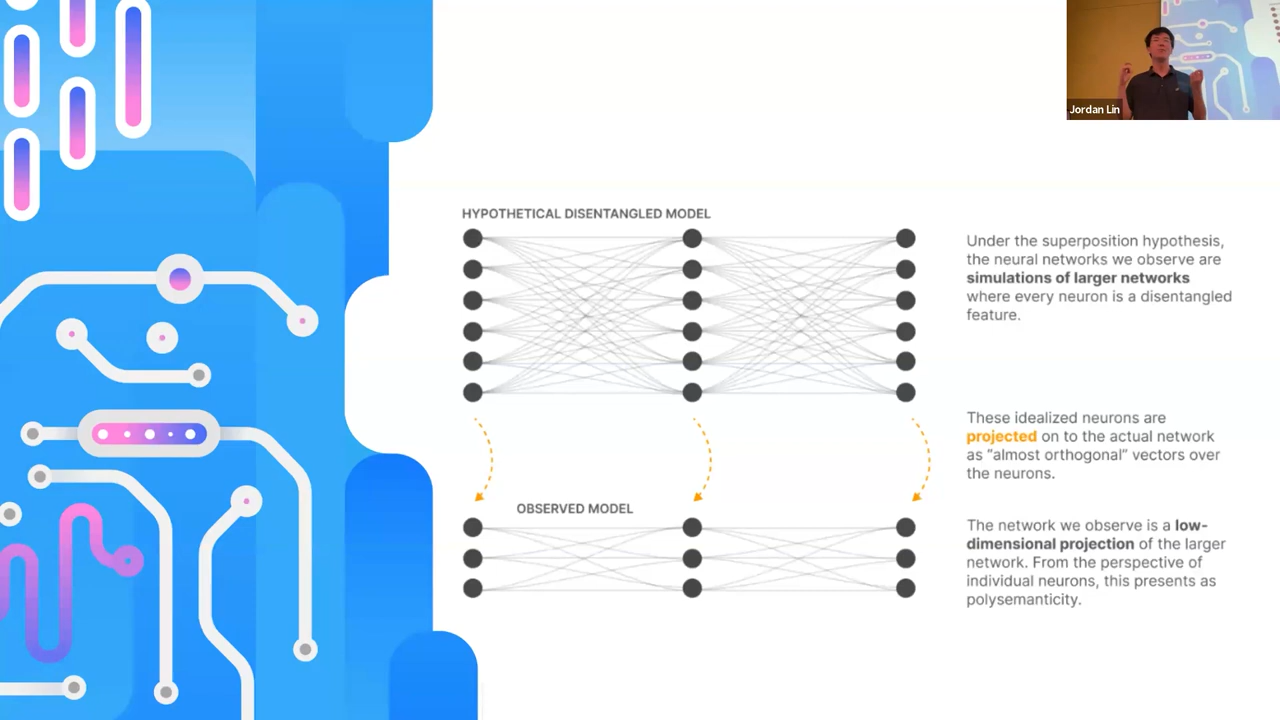 Jordan Lin
HYPOTHETICAL DISENTANGLED MODEL
Under the superposition hypothesis,
the neural networks we observe are
simulations of larger networks
where every neuron is a disentangled
feature.
These idealized neurons are
projected on to the actual network
as “almost orthogonal” vectors over
the neurons.
OBSERVED MODEL
The network we observe is a low-
dimensional projection of the larger
network. From the perspective of
individual neurons, this presents as
polysemanticity.